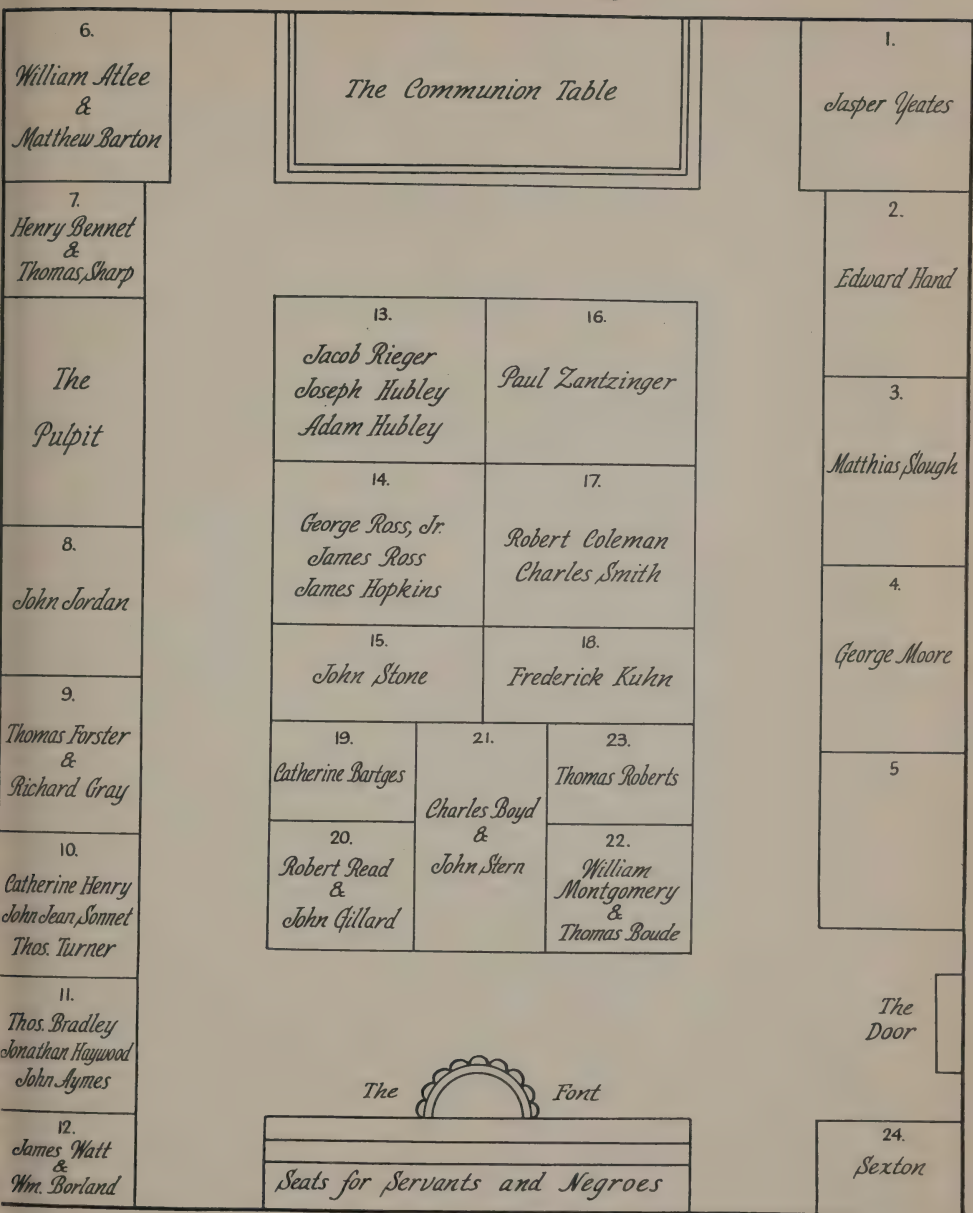 6.
William Atlee
&
Matthew Barton
The Communion Table
1.
Jasper Yeates
7.
Henry Bennet
&
Thomas Sharp
2.
Edward Hand
The
Pulpit
13.
Jacob Rieger
Joseph Hubley
Adam Hubley
16.
Paul Zantzinger
3.
Matthias Slough
14.
George Ross, Jr.
James Ross
James Hopkins
17.
Robert Coleman
Charles Smith
8.
John Jordan
4.
George Moore
15.
John Stone
18.
Frederick Kuhn
9.
Thomas Forster
&
Richard Gray
19.
Catherine Bartges
21.
Charles Boyd
&
John Stern
23.
Thomas Roberts
5
20.
Robert Read
&
John Gillard
22.
William
Montgomery
&
Thomas Boude
10.
Catherine Henry
John Jean Sonnet
Thos. Turner
11.
Thos. Bradley
Jonathan Haywood
John Aymes
The
Door
The Font
12.
James Watt
&
Wm. Borland
Seats for Servants and Negroes
24.
Sexton